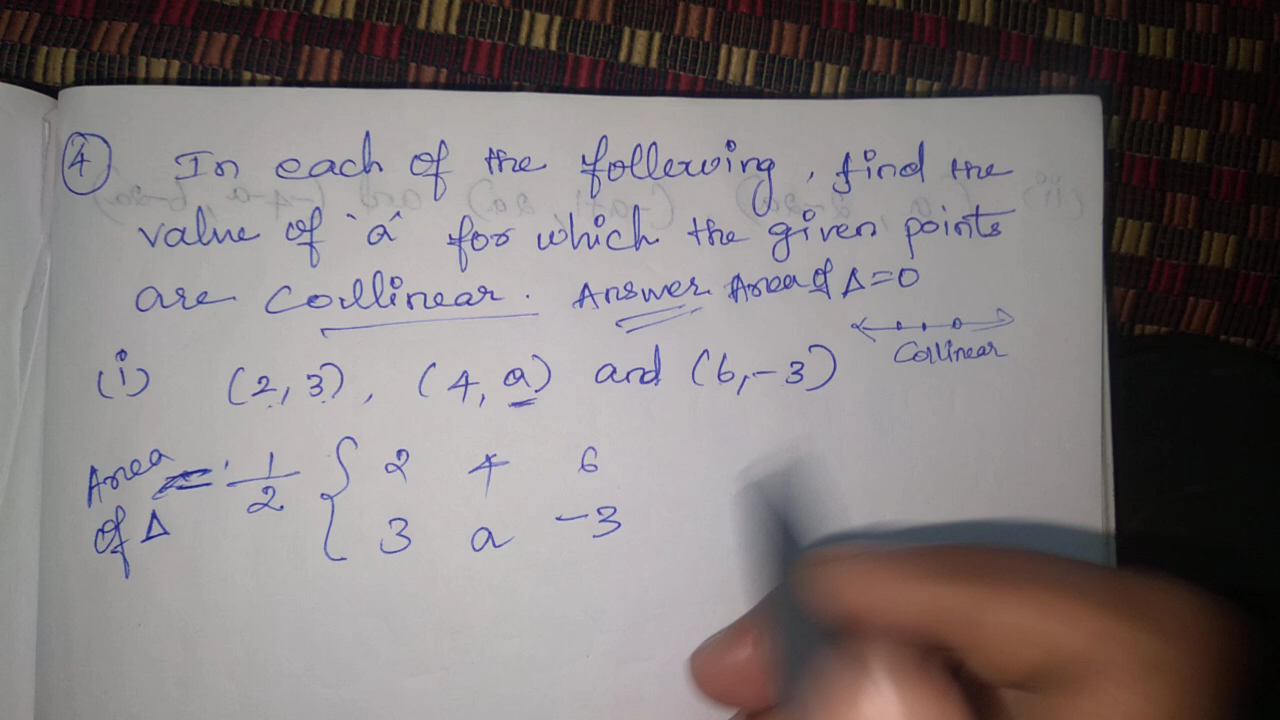 4 In each of the following, find the
value of 'a' for which the given points
are collinear. Answer Area of Δ=0
Collinear
(i) (2,3), (4,a) and (6,-3)
Area of Δ = 1/2 { 2 4 6
3 a -3